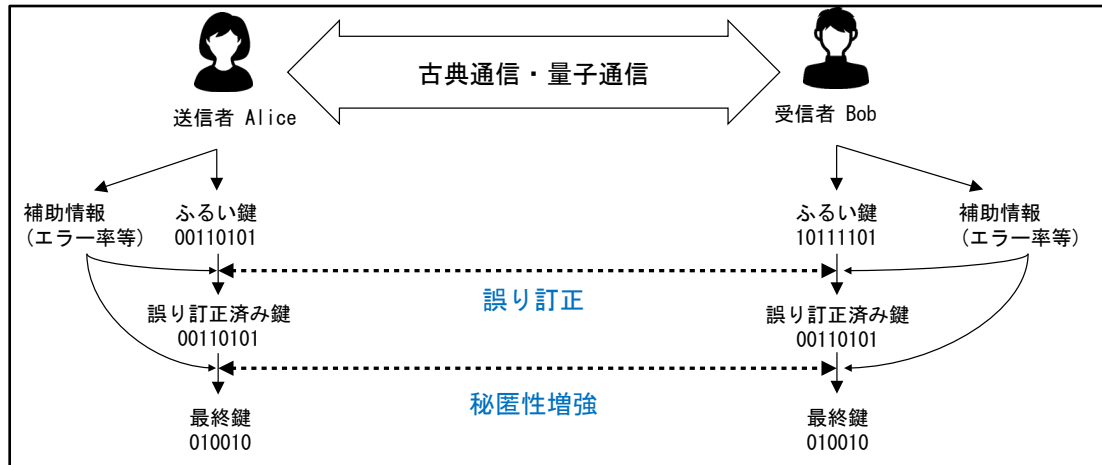 古典通信・量子通信
送信者 Alice
受信者 Bob
補助情報
(エラー率等)
ふるい鍵
00110101
ふるい鍵
10111101
補助情報
(エラー率等)
誤り訂正
誤り訂正済み鍵
00110101
誤り訂正済み鍵
00110101
秘匿性増強
最終鍵
010010
最終鍵
010010